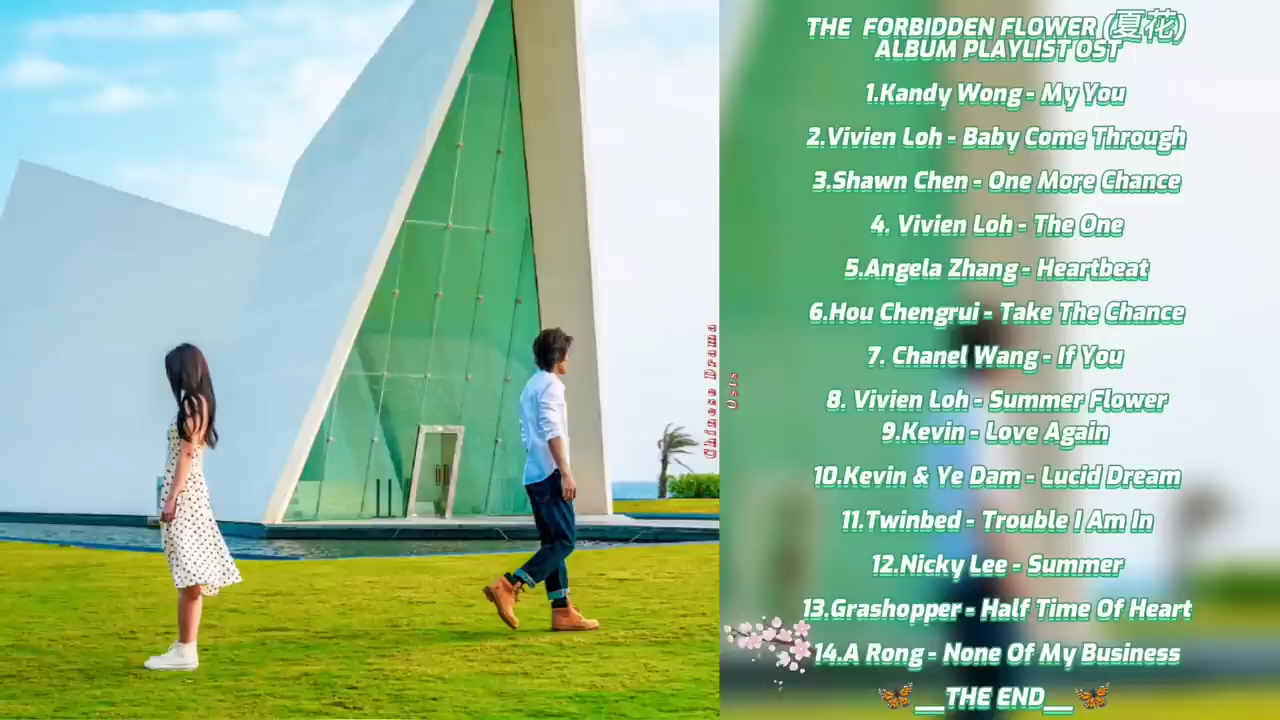 THE FORBIDDEN FLOWER (夏花)
ALBUM PLAYLIST OST
1.Kandy Wong - My You
2.Vivien Loh - Baby Come Through
3.Shawn Chen - One More Chance
4. Vivien Loh - The One
5.Angela Zhang - Heartbeat
6.Hou Chengrui - Take The Chance
7. Chanel Wang - If You
8. Vivien Loh - Summer Flower
9.Kevin - Love Again
10.Kevin & Ye Dam - Lucid Dream
11.Twinbed - Trouble I Am In
12.Nicky Lee - Summer
13.Grashopper - Half Time Of Heart
14.A Rong - None Of My Business
__THE END__
Chinese Drama
Osts